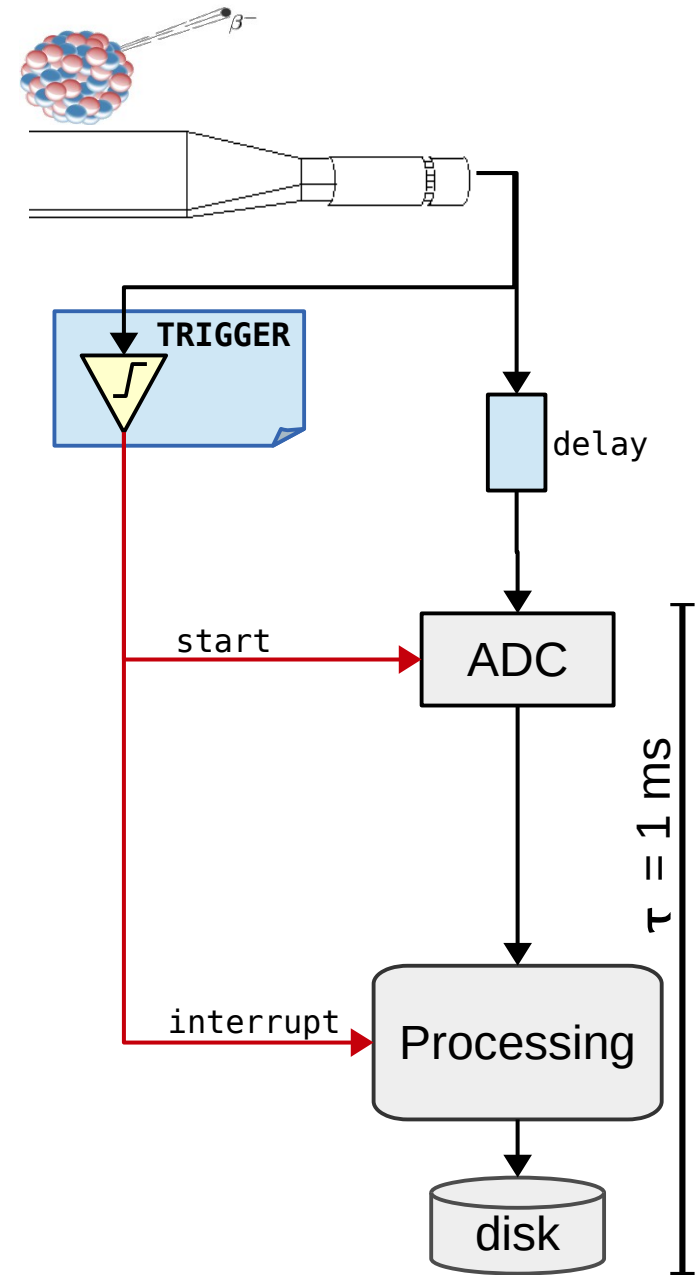 β⁻
TRIGGER
delay
start
ADC
τ = 1 ms
interrupt
Processing
disk